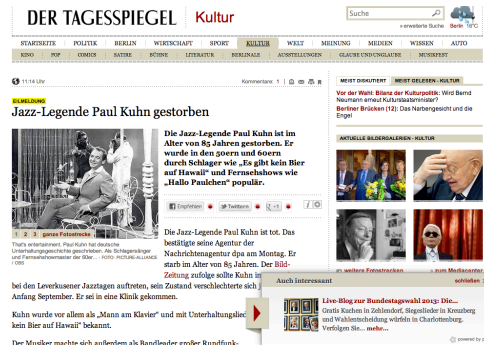 DER TAGESSPIEGEL Kultur
Suche
» erweiterte Suche Berlin 18°C
STARTSEITE POLITIK BERLIN WIRTSCHAFT SPORT KULTUR WELT MEINUNG MEDIEN WISSEN AUTO
KINO POP COMICS SATIRE BÜHNE LITERATUR BERLINALE AUSSTELLUNGEN GLAUBE UND UNGLAUBE MUSIKFEST
11:14 Uhr Kommentare: 1
EILMELDUNG
Jazz-Legende Paul Kuhn gestorben
Die Jazz-Legende Paul Kuhn ist im
Alter von 85 Jahren gestorben. Er
wurde in den 50ern und 60ern
durch Schlager wie „Es gibt kein Bier
auf Hawaii“ und Fernsehshows wie
„Hallo Paulchen“ populär.
Empfehlen Twittern +1
1 2 3 ganze Fotostrecke
That's entertainment. Paul Kuhn hat deutsche
Unterhaltungsgeschichte geschrieben. Als Schlagersänger
und Fernsehshowmaster der 60er... - FOTO: PICTURE-ALLIANCE
/ OBS
Die Jazz-Legende Paul Kuhn ist tot. Das
bestätigte seine Agentur der
Nachrichtenagentur dpa am Montag. Er
starb im Alter von 85 Jahren. Der Bild-
Zeitung zufolge sollte Kuhn in
bei den Leverkusener Jazztagen auftreten, sein Zustand verschlechterte sich j
Anfang September. Er sei in eine Klinik gekommen.
Kuhn wurde vor allem als "Mann am Klavier" und mit Unterhaltungslied
kein Bier auf Hawaii" bekannt.
Der Musiker machte sich außerdem als Bandleader großer Rundfunk-
MEIST DISKUTIERT MEIST GELESEN - KULTUR
Vor der Wahl: Bilanz der Kulturpolitik: Wird Bernd
Neumann erneut Kulturstaatsminister?
Berliner Brücken (12): Das Narbengesicht und die
Engel
AKTUELLE BILDERGALERIEN - KULTUR
» weitere Fotostrecken » zum Mediacenter
Auch interessant schließen
Live-Blog zur Bundestagswahl 2013: Die...
Gratis Kuchen in Zehlendorf, Siegeslieder in Kreuzberg
und Wahlentscheidung würfeln in Charlottenburg.
Verfolgen Sie... mehr...
powered by